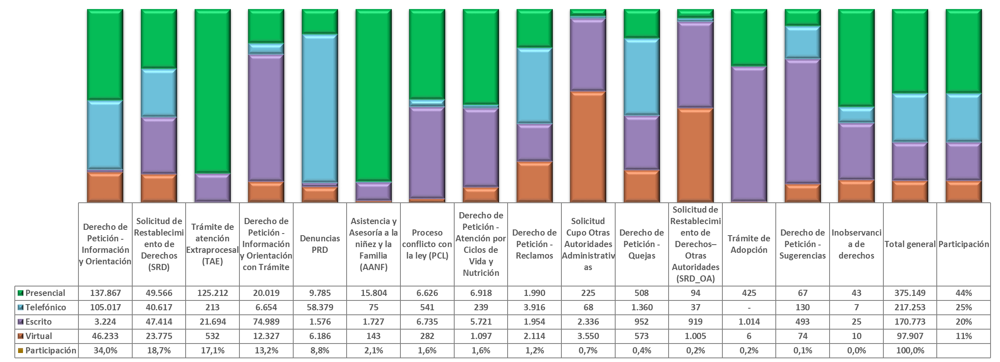 Derecho de Petición - Información y Orientación
Solicitud de Restablecimiento de Derechos (SRD)
Trámite de atención Extraprocesal (TAE)
Derecho de Petición - Información y Orientación con Trámite
Denuncias PRD
Asistencia y Asesoría a la niñez y la Familia (AANF)
Proceso conflicto con la ley (PCL)
Derecho de Petición - Atención por Ciclos de Vida y Nutrición
Derecho de Petición - Reclamos
Solicitud Cupo Otras Autoridades Administrativas
Derecho de Petición - Quejas
Solicitud de Restablecimiento de Derechos– Otras Autoridades (SRD_OA)
Trámite de Adopción
Derecho de Petición - Sugerencias
Inobservancia de derechos
Total general
Participación
Presencial 137.867 49.566 125.212 20.019 9.785 15.804 6.626 6.918 1.990 225 508 94 425 67 43 375.149 44%
Telefónico 105.017 40.617 213 6.654 58.379 75 541 239 3.916 68 1.360 37 - 130 7 217.253 25%
Escrito 3.224 47.414 21.694 74.989 1.576 1.727 6.735 5.721 1.954 2.336 952 919 1.014 493 25 170.773 20%
Virtual 46.233 23.775 532 12.327 6.186 143 282 1.097 2.114 3.550 573 1.005 6 74 10 97.907 11%
Participación 34,0% 18,7% 17,1% 13,2% 8,8% 2,1% 1,6% 1,6% 1,2% 0,7% 0,4% 0,2% 0,2% 0,1% 0,0% 100,0%